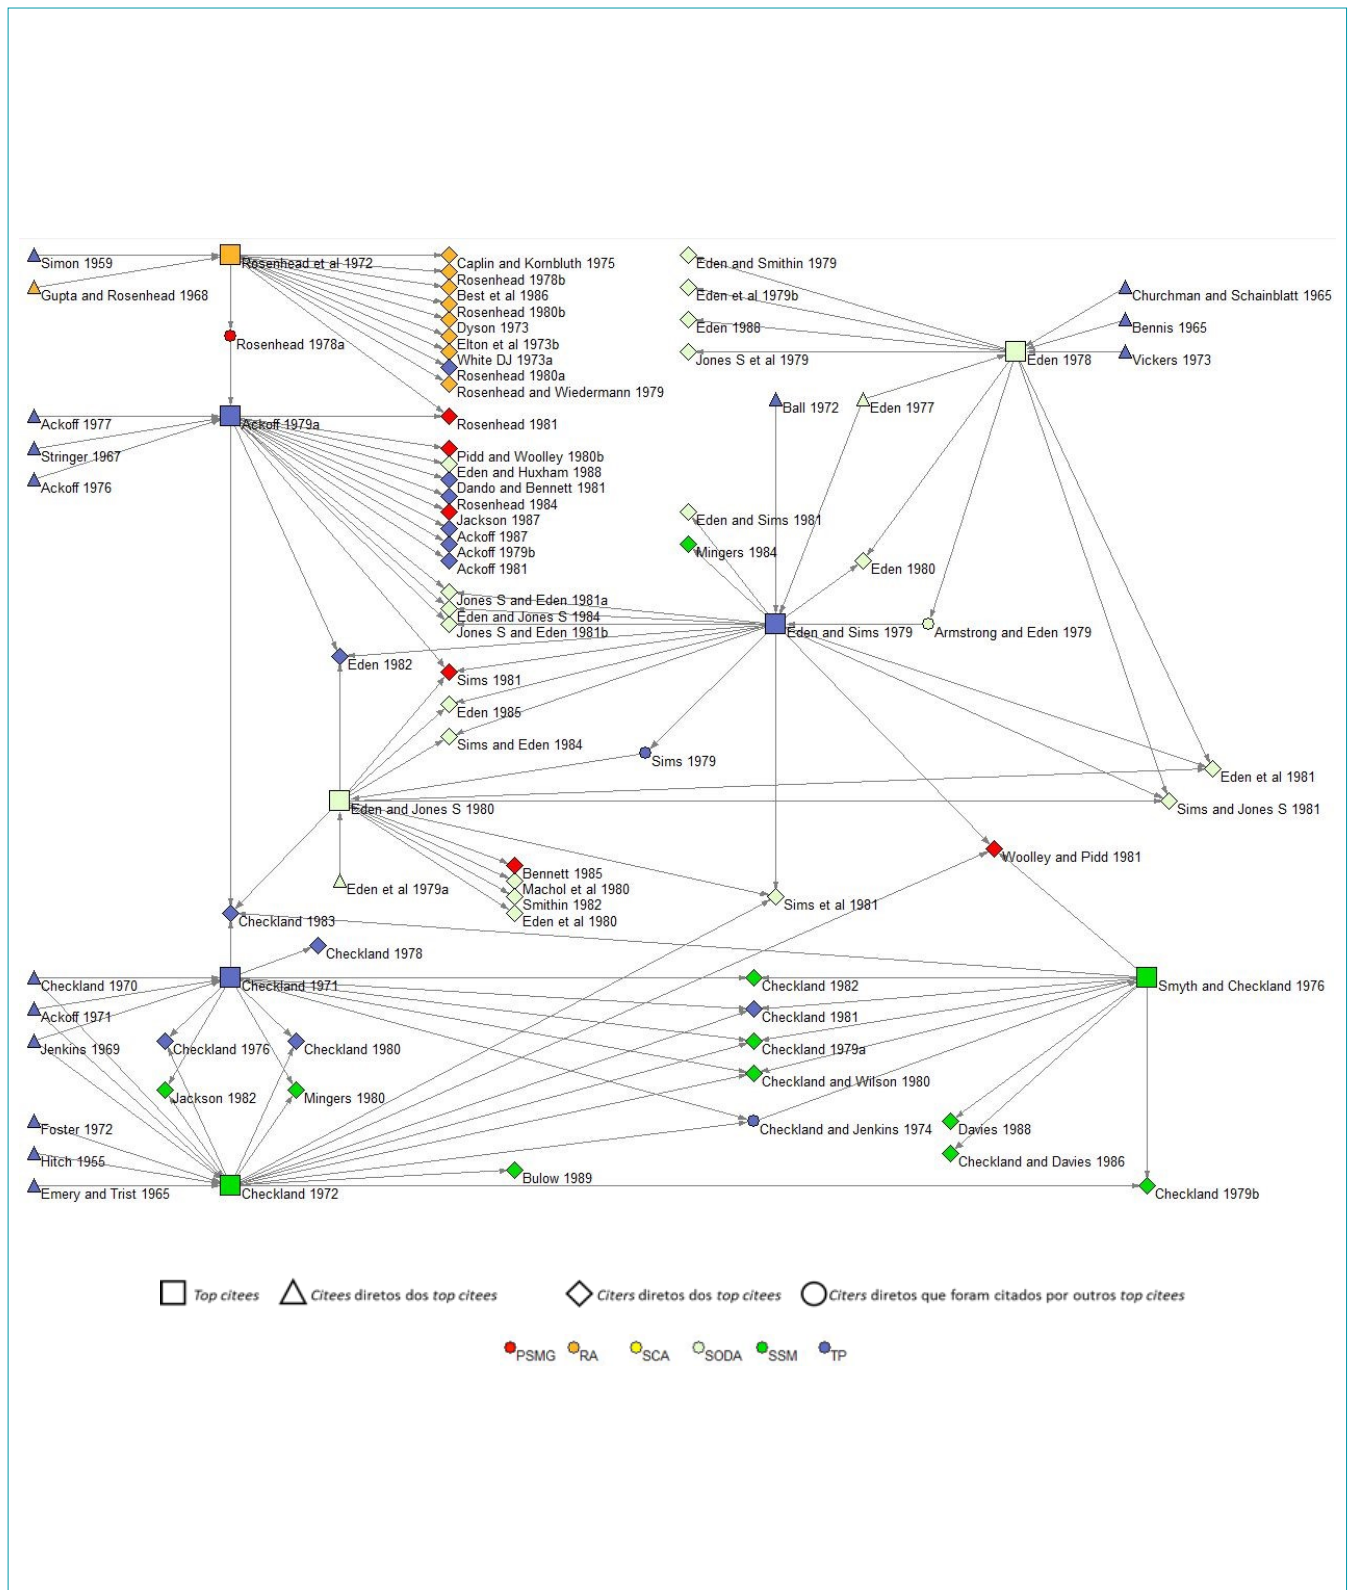 Simon 1959
Rosenhead et al 1972
Caplin and Kornbluth 1975
Eden and Smithin 1979
Gupta and Rosenhead 1968
Rosenhead 1978b
Best et al 1986
Eden et al 1979b
Churchman and Schainblatt 1965
Rosenhead 1980b
Dyson 1973
Eden 1988
Bennis 1965
Rosenhead 1978a
Elton et al 1973b
White DJ 1973a
Jones S et al 1979
Eden 1978
Vickers 1973
Rosenhead 1980a
Rosenhead and Wiedermann 1979
Ball 1972
Eden 1977
Ackoff 1977
Ackoff 1979a
Rosenhead 1981
Stringer 1967
Pidd and Woolley 1980b
Eden and Huxham 1988
Ackoff 1976
Dando and Bennett 1981
Rosenhead 1984
Jackson 1987
Eden and Sims 1981
Ackoff 1987
Ackoff 1979b
Mingers 1984
Ackoff 1981
Eden 1980
Jones S and Eden 1981a
Eden and Jones S 1984
Jones S and Eden 1981b
Eden and Sims 1979
Armstrong and Eden 1979
Eden 1982
Sims 1981
Eden 1985
Sims and Eden 1984
Sims 1979
Eden et al 1981
Eden and Jones S 1980
Sims and Jones S 1981
Woolley and Pidd 1981
Bennett 1985
Eden et al 1979a
Machol et al 1980
Smithin 1982
Sims et al 1981
Eden et al 1980
Checkland 1983
Checkland 1978
Checkland 1970
Checkland 1971
Checkland 1982
Smyth and Checkland 1976
Ackoff 1971
Checkland 1981
Jenkins 1969
Checkland 1976
Checkland 1980
Checkland 1979a
Checkland and Wilson 1980
Jackson 1982
Mingers 1980
Foster 1972
Checkland and Jenkins 1974
Davies 1988
Hitch 1955
Checkland and Davies 1986
Bulow 1989
Emery and Trist 1965
Checkland 1972
Checkland 1979b
Top citees Citees diretos dos top citees Citers diretos dos top citees Citers diretos que foram citados por outros top citees
PSMG RA SCA SODA SSM TP